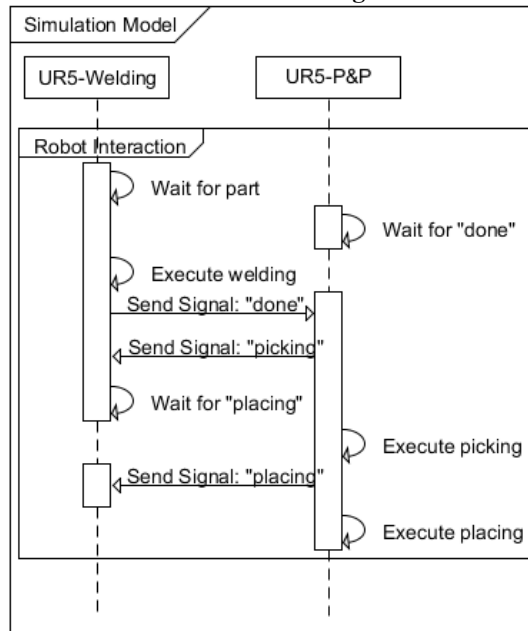 Simulation Model
UR5-Welding
UR5-P&P
Robot Interaction
Wait for part
Wait for "done"
Execute welding
Send Signal: "done"
Send Signal: "picking"
Wait for "placing"
Execute picking
Send Signal: "placing"
Execute placing